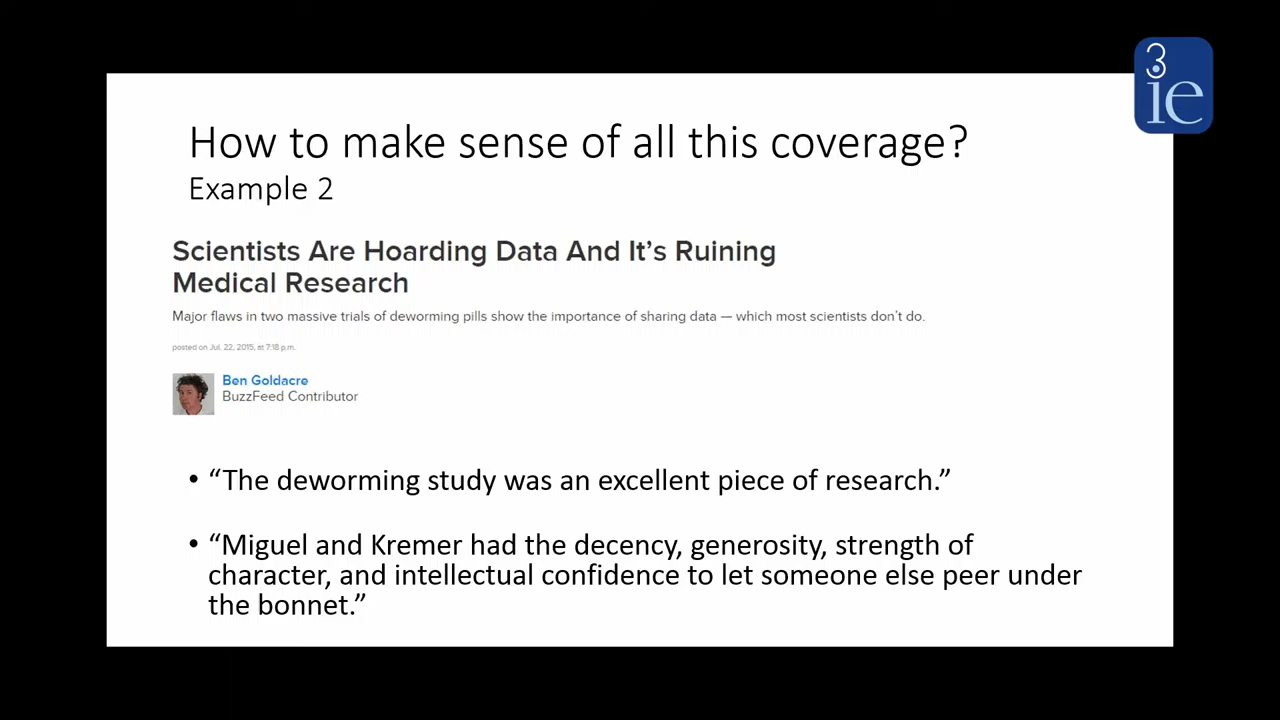 3
ie
How to make sense of all this coverage?
Example 2
Scientists Are Hoarding Data And It’s Ruining
Medical Research
Major flaws in two massive trials of deworming pills show the importance of sharing data — which most scientists don’t do.
posted on Jul. 22, 2015, at 7:18 p.m.
Ben Goldacre
BuzzFeed Contributor
• “The deworming study was an excellent piece of research.”
• “Miguel and Kremer had the decency, generosity, strength of
character, and intellectual confidence to let someone else peer under
the bonnet.”